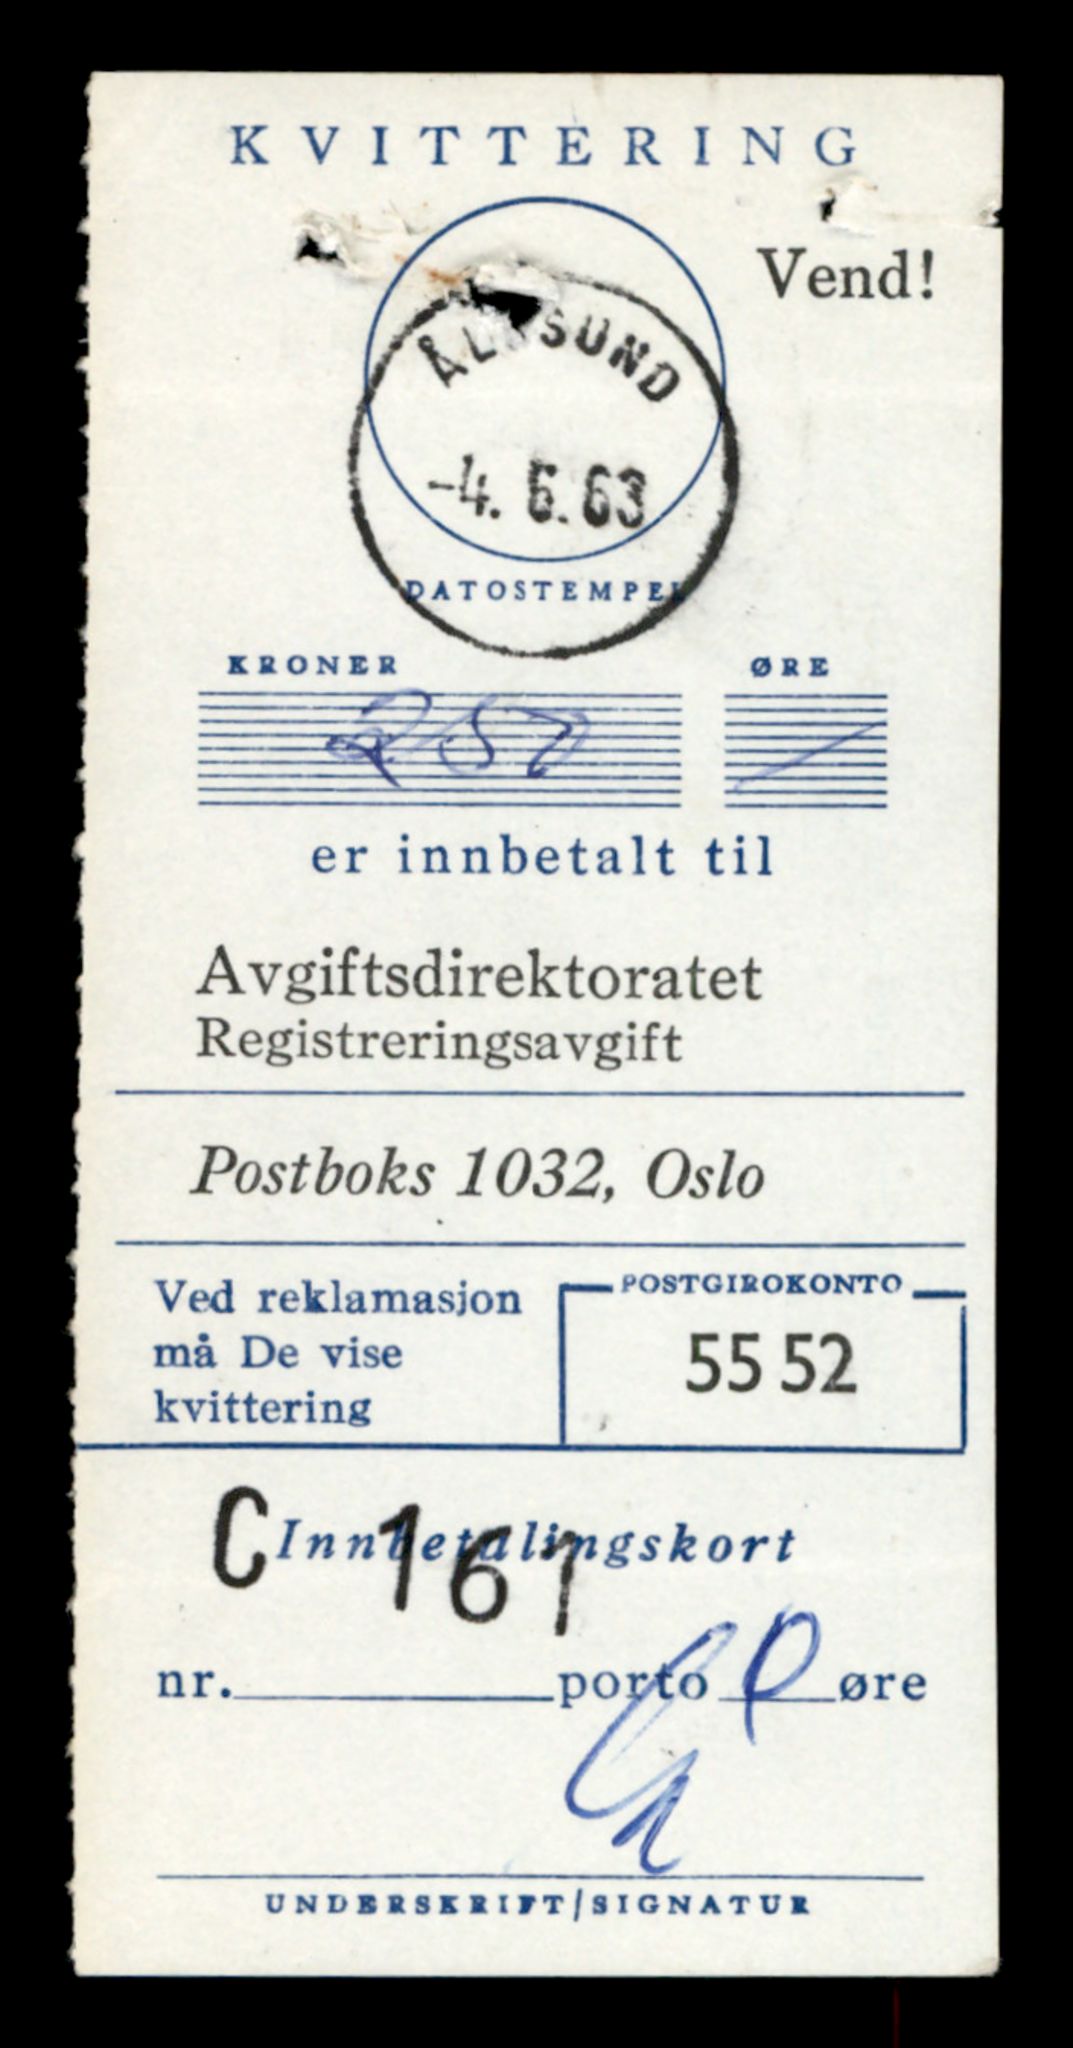 KVITTERING
Vend!
ÅLESUND
-4. 6. 63
DATOSTEMPEL
KRONER ØRE
er innbetalt til
Avgiftsdirektoratet
Registreringsavgift
Postboks 1032, Oslo
Ved reklamasjon
må De vise
kvittering
POSTGIROKONTO
55 52
C 161
Innbetalingskort
nr. porto øre
UNDERSKRIFT/SIGNATUR